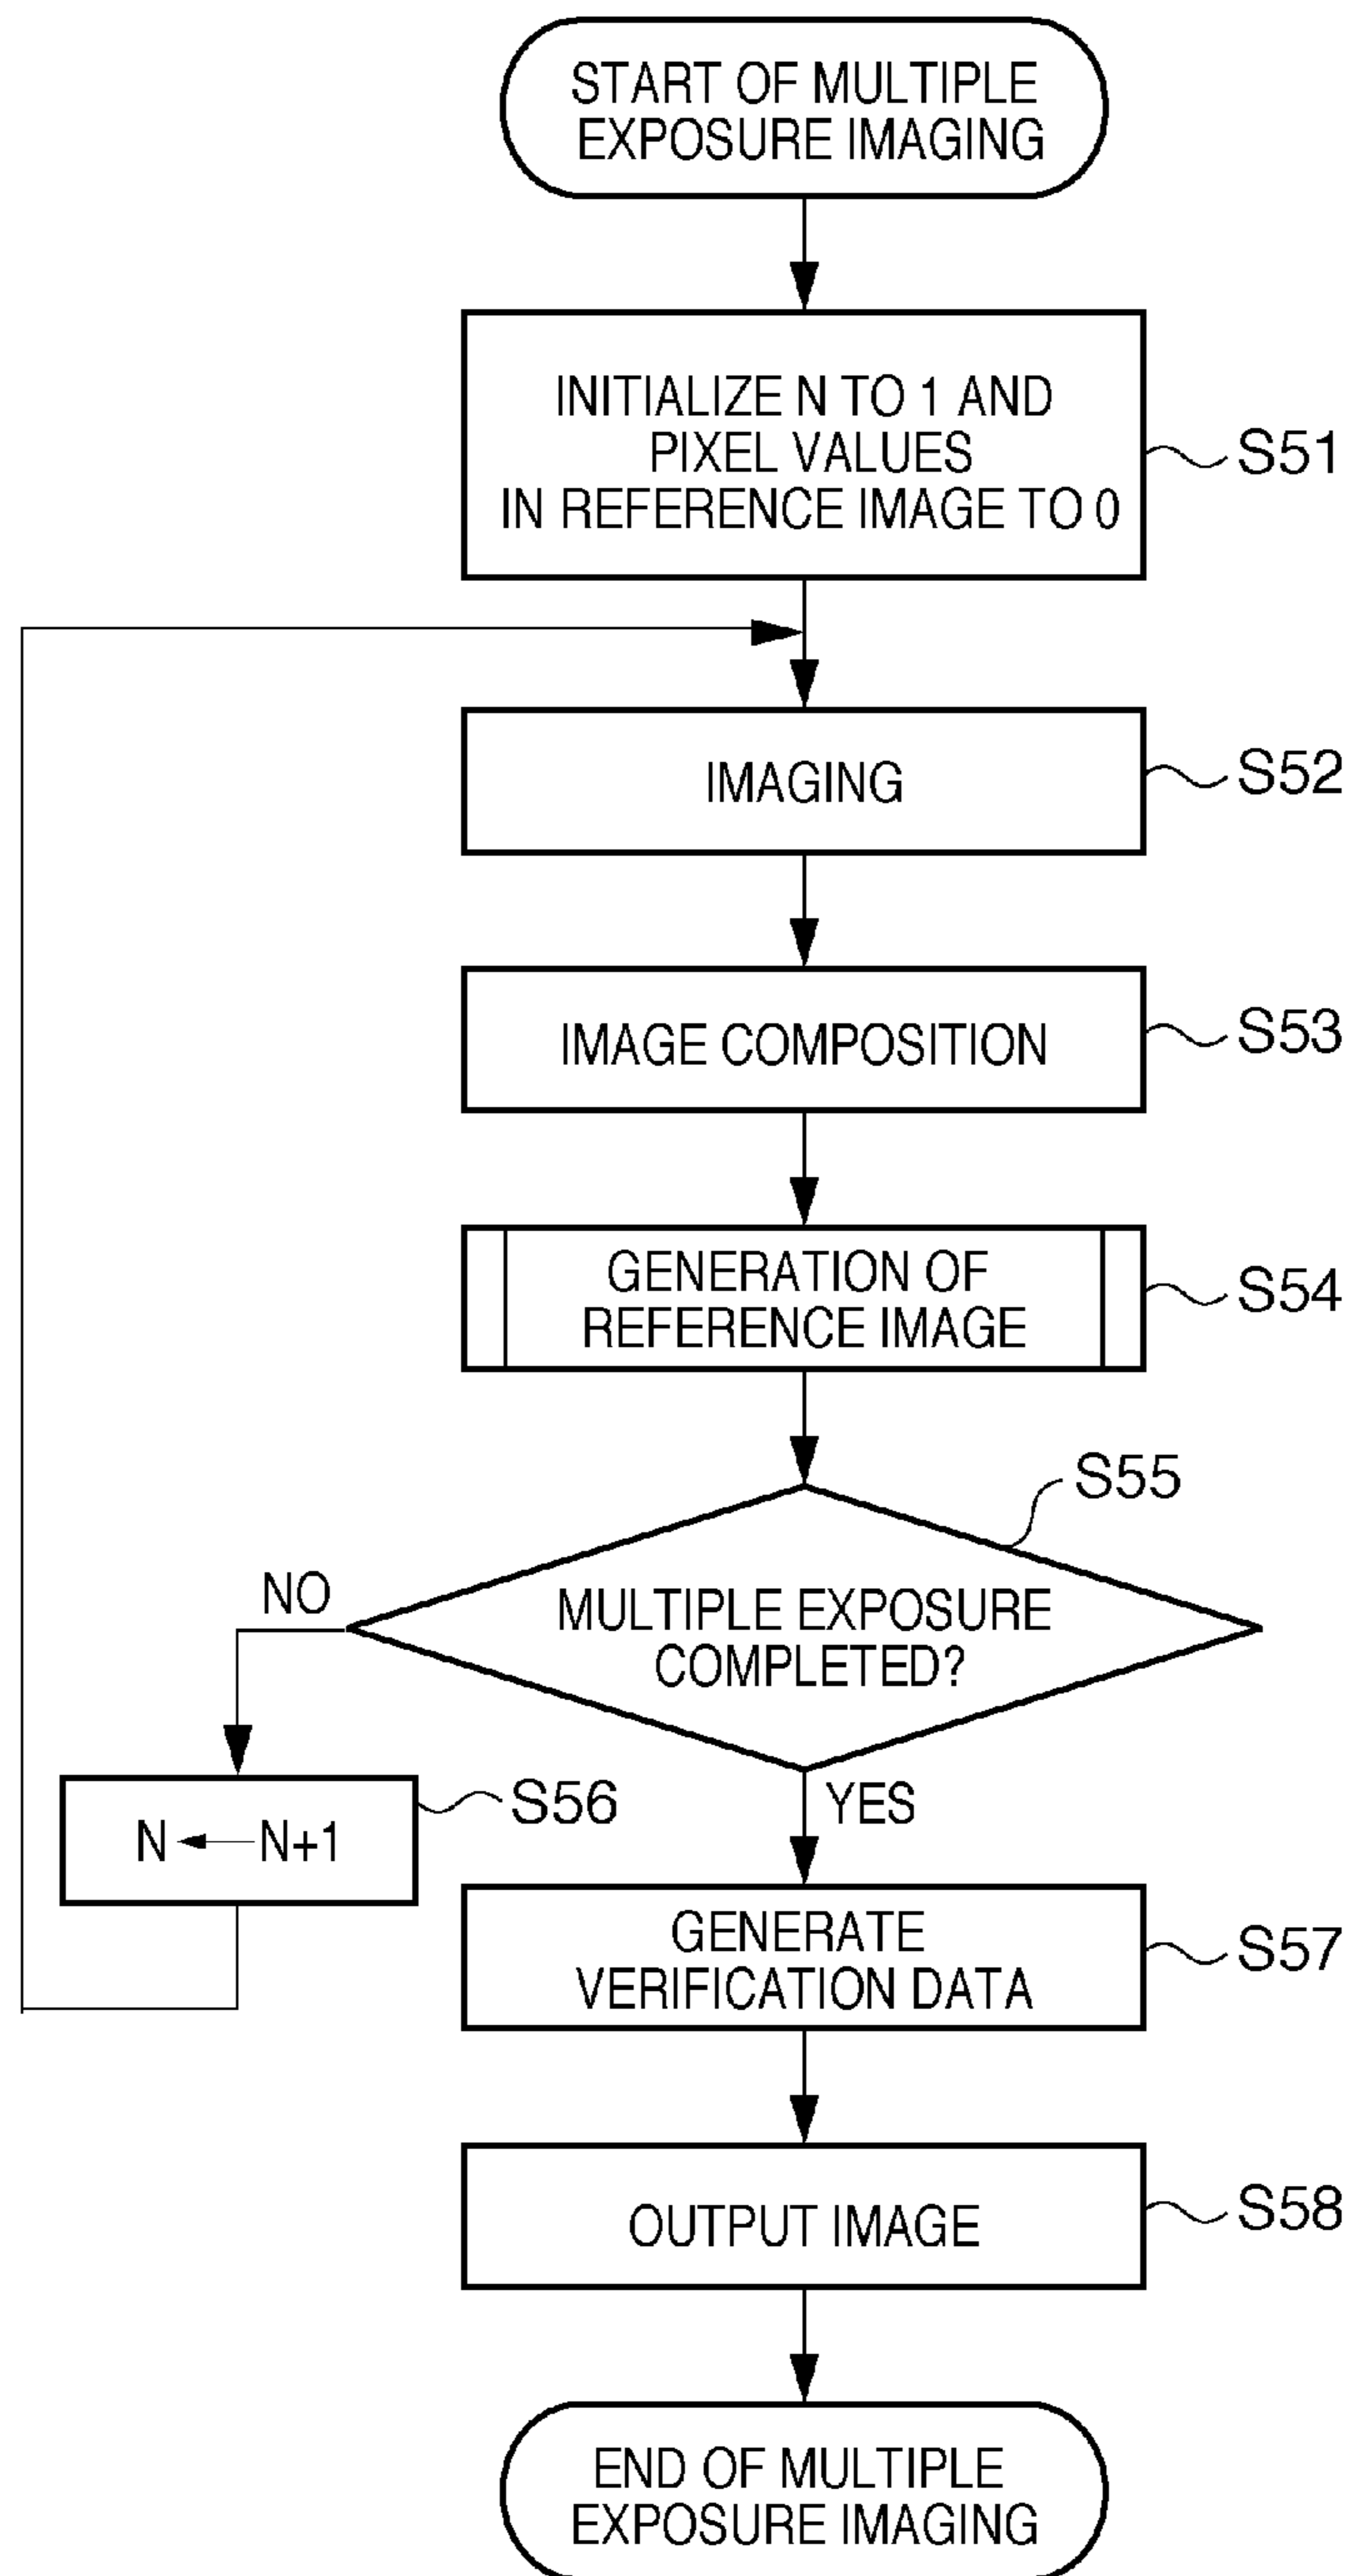 START OF MULTIPLE
EXPOSURE IMAGING
INITIALIZE N TO 1 AND
PIXEL VALUES
IN REFERENCE IMAGE TO 0
S51
IMAGING
S52
IMAGE COMPOSITION
S53
GENERATION OF
REFERENCE IMAGE
S54
S55
MULTIPLE EXPOSURE
COMPLETED?
NO
YES
S56
N ← N+1
GENERATE
VERIFICATION DATA
S57
OUTPUT IMAGE
S58
END OF MULTIPLE
EXPOSURE IMAGING